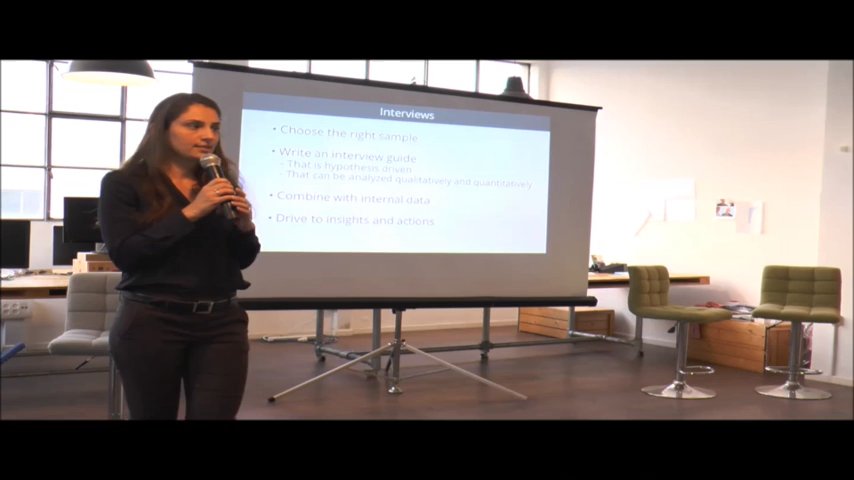 Interviews
• Choose the right sample
• Write an interview guide
- That is hypothesis driven
- That can be analyzed qualitatively and quantitatively
• Combine with internal data
• Drive to insights and actions